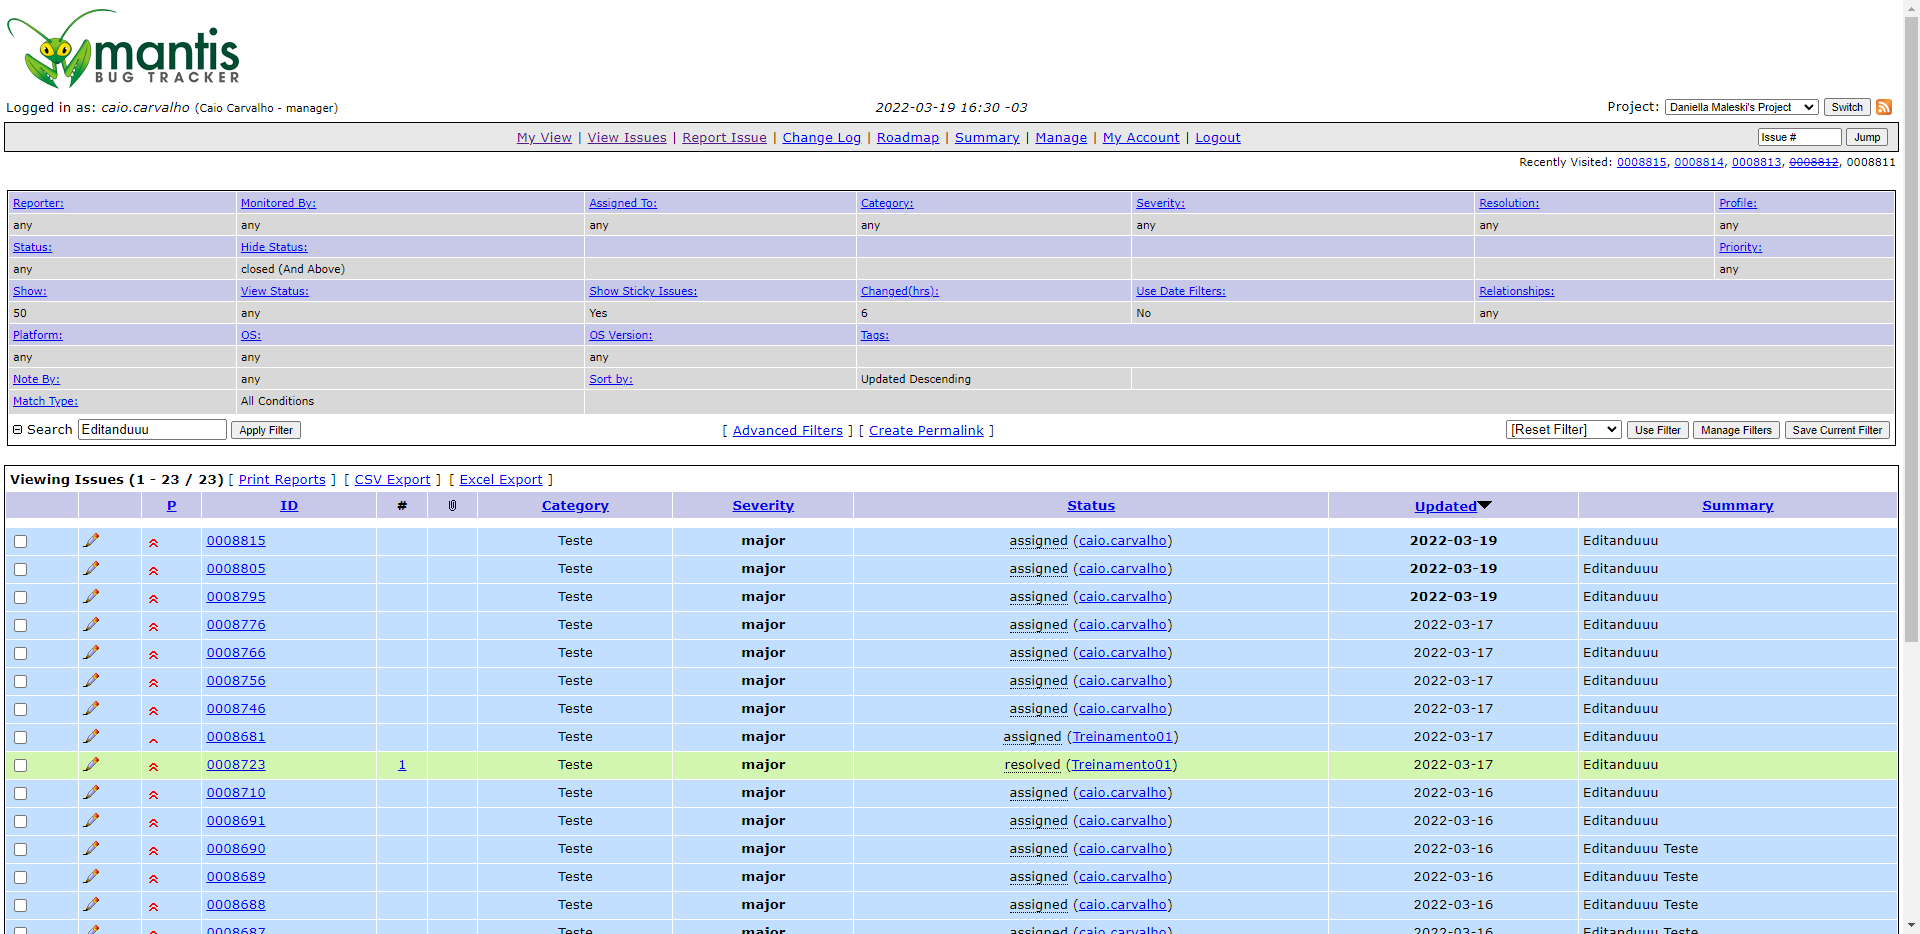 mantis
BUG TRACKER
Logged in as: caio.carvalho (Caio Carvalho - manager) 2022-03-19 16:30 -03 Project: Daniella Maleski's Project Switch
My View | View Issues | Report Issue | Change Log | Roadmap | Summary | Manage | My Account | Logout Issue # Jump
Recently Visited: 0008815, 0008814, 0008813, 0008812, 0008811
Reporter: Monitored By: Assigned To: Category: Severity: Resolution: Profile:
any any any any any any any
Status: Hide Status: Priority:
any closed (And Above) any
Show: View Status: Show Sticky Issues: Changed(hrs): Use Date Filters: Relationships:
50 any Yes 6 No any
Platform: OS: OS Version: Tags:
any any any
Note By: any Sort by: Updated Descending
Match Type: All Conditions
Search Editanduuu Apply Filter [ Advanced Filters ] [ Create Permalink ] [Reset Filter] Use Filter Manage Filters Save Current Filter
Viewing Issues (1 - 23 / 23) [ Print Reports ] [ CSV Export ] [ Excel Export ]
P ID # Category Severity Status Updated Summary
0008815 Teste major assigned (caio.carvalho) 2022-03-19 Editanduuu
0008805 Teste major assigned (caio.carvalho) 2022-03-19 Editanduuu
0008795 Teste major assigned (caio.carvalho) 2022-03-19 Editanduuu
0008776 Teste major assigned (caio.carvalho) 2022-03-17 Editanduuu
0008766 Teste major assigned (caio.carvalho) 2022-03-17 Editanduuu
0008756 Teste major assigned (caio.carvalho) 2022-03-17 Editanduuu
0008746 Teste major assigned (caio.carvalho) 2022-03-17 Editanduuu
0008681 Teste major assigned (Treinamento01) 2022-03-17 Editanduuu
0008723 1 Teste major resolved (Treinamento01) 2022-03-17 Editanduuu
0008710 Teste major assigned (caio.carvalho) 2022-03-16 Editanduuu
0008691 Teste major assigned (caio.carvalho) 2022-03-16 Editanduuu
0008690 Teste major assigned (caio.carvalho) 2022-03-16 Editanduuu Teste
0008689 Teste major assigned (caio.carvalho) 2022-03-16 Editanduuu Teste
0008688 Teste major assigned (caio.carvalho) 2022-03-16 Editanduuu Teste
0008687 Teste major assigned (caio.carvalho) 2022-03-16 Editanduuu Teste